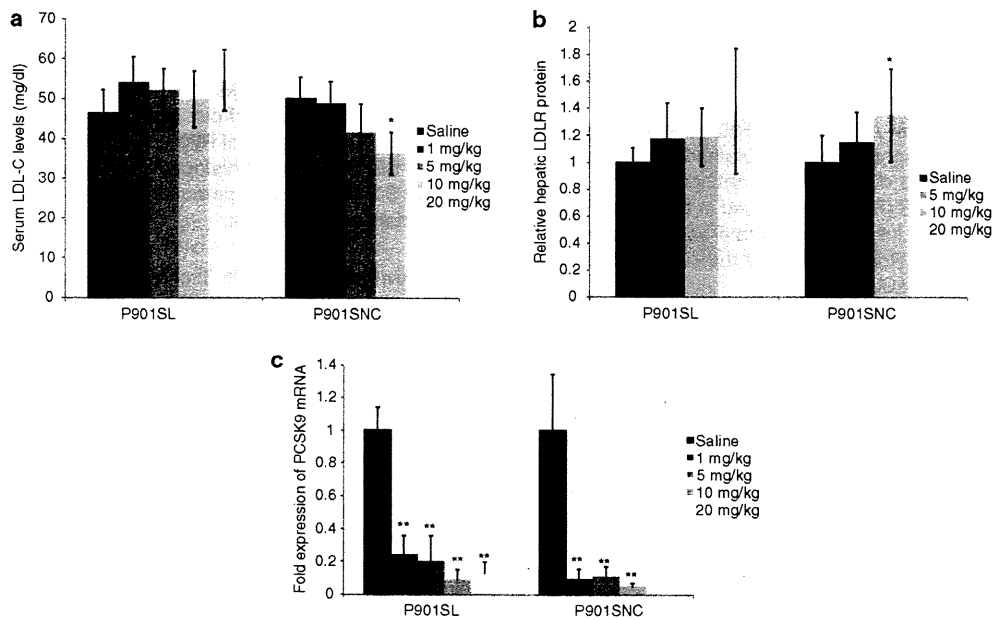 a
Serum LDL-C levels (mg/dl)
70
60
50
40
30
20
10
0
*
P901SL
P901SNC
Saline
1 mg/kg
5 mg/kg
10 mg/kg
20 mg/kg
b
Relative hepatic LDLR protein
2
1.8
1.6
1.4
1.2
1
0.8
0.6
0.4
0.2
0
*
P901SL
P901SNC
Saline
5 mg/kg
10 mg/kg
20 mg/kg
c
Fold expression of PCSK9 mRNA
1.4
1.2
1
0.8
0.6
0.4
0.2
0
**
**
**
**
**
**
**
P901SL
P901SNC
Saline
1 mg/kg
5 mg/kg
10 mg/kg
20 mg/kg